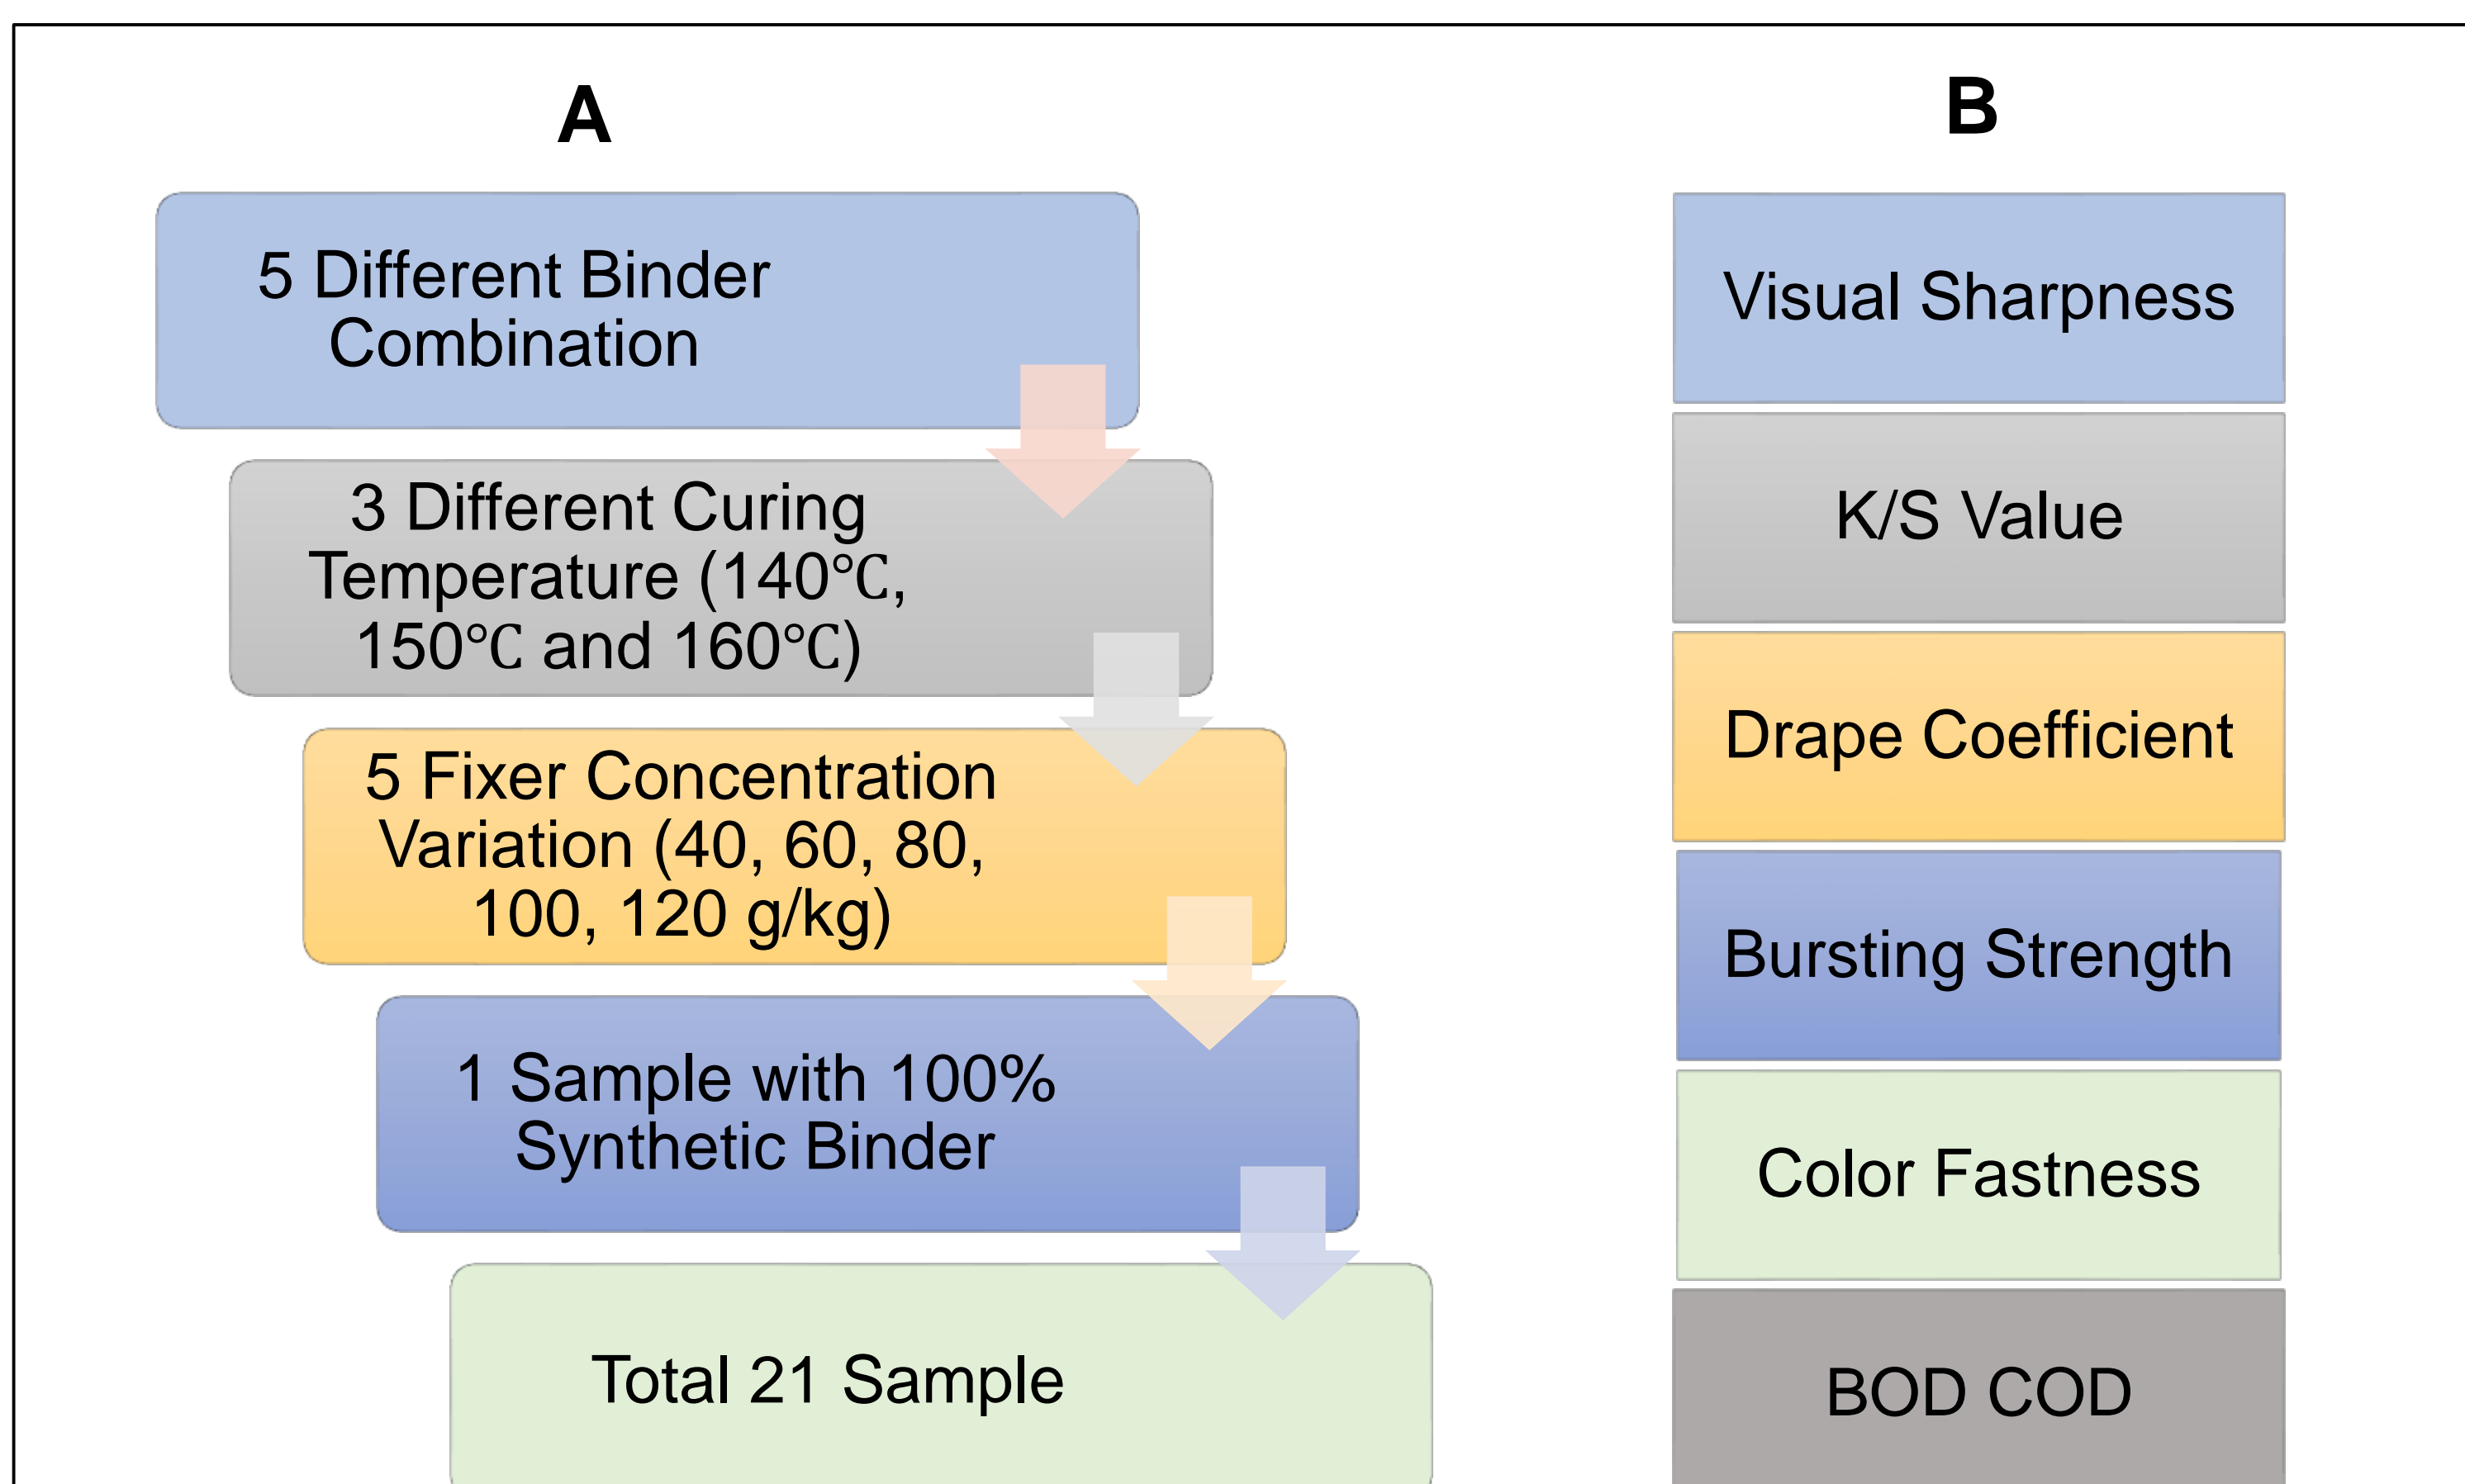 A
5 Different Binder
Combination
3 Different Curing
Temperature (140℃,
150℃ and 160℃)
5 Fixer Concentration
Variation (40, 60, 80,
100, 120 g/kg)
1 Sample with 100%
Synthetic Binder
Total 21 Sample
B
Visual Sharpness
K/S Value
Drape Coefficient
Bursting Strength
Color Fastness
BOD COD